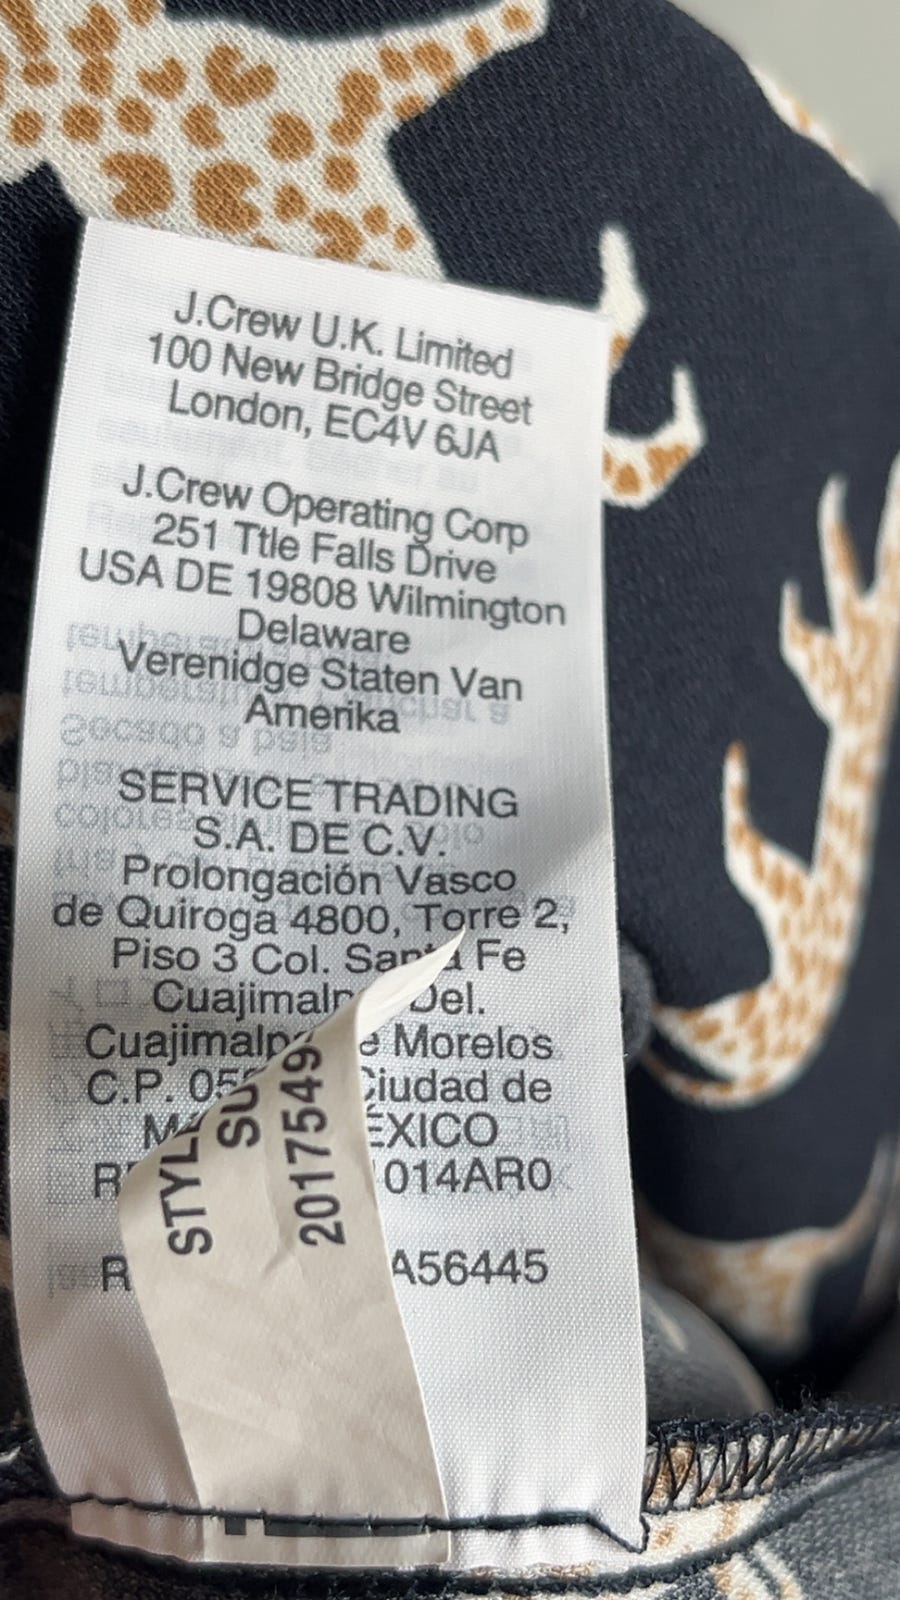 J.Crew U.K. Limited
100 New Bridge Street
London, EC4V 6JA
J.Crew Operating Corp
251 Ttle Falls Drive
USA DE 19808 Wilmington
Delaware
Verenidge Staten Van
Amerika
SERVICE TRADING
S.A. DE C.V.
Prolongación Vasco
de Quiroga 4800, Torre 2,
Piso 3 Col. Santa Fe
Del.
Morelos
C.P. Ciudad de
014AR0
A56445
2017549